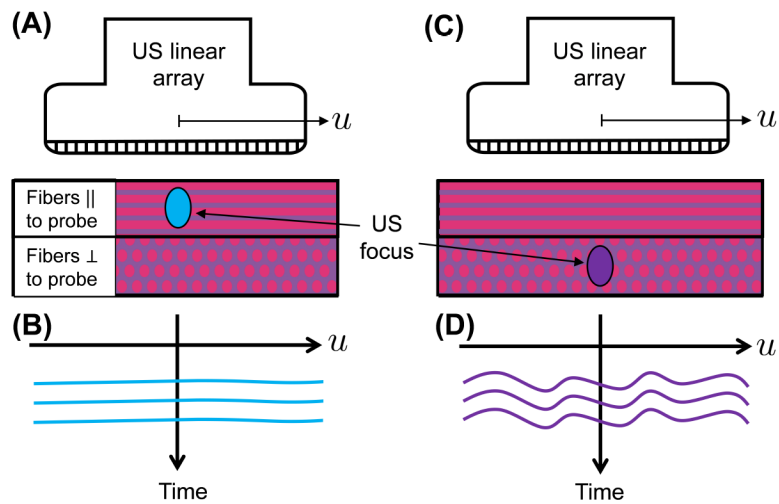 (A)
US linear
array
u
Fibers || 
to probe
Fibers ⊥
to probe
US
focus
(B)
u
Time
(C)
US linear
array
u
(D)
u
Time